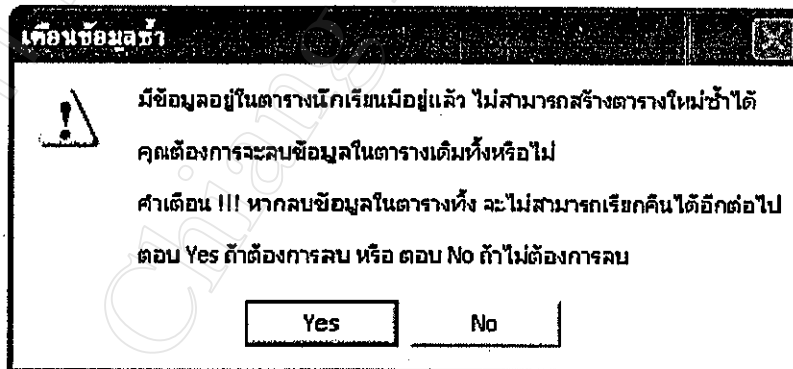 เตือนข้อมูลซ้ำ
มีข้อมูลอยู่ในตารางนักเรียนมีอยู่แล้ว ไม่สามารถสร้างตารางใหม่ซ้ำได้
คุณต้องการจะลบข้อมูลในตารางเดิมทิ้งหรือไม่
คำเตือน !!! หากลบข้อมูลในตารางทิ้ง จะไม่สามารถเรียกคืนได้อีกต่อไป
ตอบ Yes ถ้าต้องการลบ หรือ ตอบ No ถ้าไม่ต้องการลบ
Yes No
Chiang